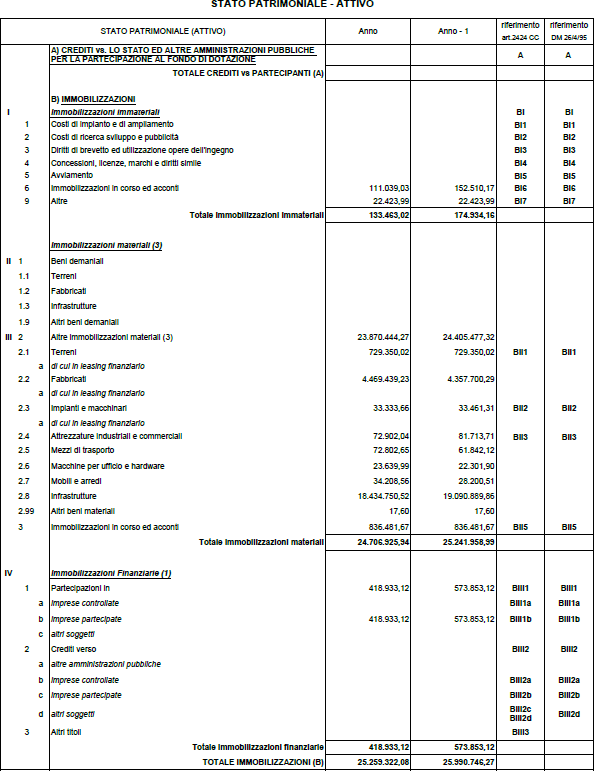 STATO PATRIMONIALE - ATTIVO
STATO PATRIMONIALE (ATTIVO) Anno Anno - 1 riferimento art.2424 CC riferimento DM 26/4/95
A) CREDITI vs. LO STATO ED ALTRE AMMINISTRAZIONI PUBBLICHE PER LA PARTECIPAZIONE AL FONDO DI DOTAZIONE A A
TOTALE CREDITI vs PARTECIPANTI (A)
B) IMMOBILIZZAZIONI
I Immobilizzazioni immateriali BI BI
1 Costi di impianto e di ampliamento BI1 BI1
2 Costi di ricerca sviluppo e pubblicità BI2 BI2
3 Diritti di brevetto ed utilizzazione opere dell'ingegno BI3 BI3
4 Concessioni, licenze, marchi e diritti simile BI4 BI4
5 Avviamento BI5 BI5
6 Immobilizzazioni in corso ed acconti 111.039,03 152.510,17 BI6 BI6
9 Altre 22.423,99 22.423,99 BI7 BI7
Totale immobilizzazioni immateriali 133.463,02 174.934,16
Immobilizzazioni materiali (3)
II 1 Beni demaniali
1.1 Terreni
1.2 Fabbricati
1.3 Infrastrutture
1.9 Altri beni demaniali
III 2 Altre immobilizzazioni materiali (3) 23.870.444,27 24.405.477,32
2.1 Terreni 729.350,02 729.350,02 BII1 BII1
a di cui in leasing finanziario
2.2 Fabbricati 4.469.439,23 4.357.700,29
a di cui in leasing finanziario
2.3 Impianti e macchinari 33.333,66 33.461,31 BII2 BII2
a di cui in leasing finanziario
2.4 Attrezzature industriali e commerciali 72.902,04 81.713,71 BII3 BII3
2.5 Mezzi di trasporto 72.802,65 61.842,12
2.6 Macchine per ufficio e hardware 23.639,99 22.301,90
2.7 Mobili e arredi 34.208,56 28.200,51
2.8 Infrastrutture 18.434.750,52 19.090.889,86
2.99 Altri beni materiali 17,60 17,60
3 Immobilizzazioni in corso ed acconti 836.481,67 836.481,67 BII5 BII5
Totale immobilizzazioni materiali 24.706.925,94 25.241.958,99
IV Immobilizzazioni Finanziarie (1)
1 Partecipazioni in 418.933,12 573.853,12 BIII1 BIII1
a imprese controllate BIII1a BIII1a
b imprese partecipate 418.933,12 573.853,12 BIII1b BIII1b
c altri soggetti
2 Crediti verso BIII2 BIII2
a altre amministrazioni pubbliche
b imprese controllate BIII2a BIII2a
c imprese partecipate BIII2b BIII2b
d altri soggetti BIII2c BIII2d BIII2d
3 Altri titoli BIII3
Totale immobilizzazioni finanziarie 418.933,12 573.853,12
TOTALE IMMOBILIZZAZIONI (B) 25.259.322,08 25.990.746,27